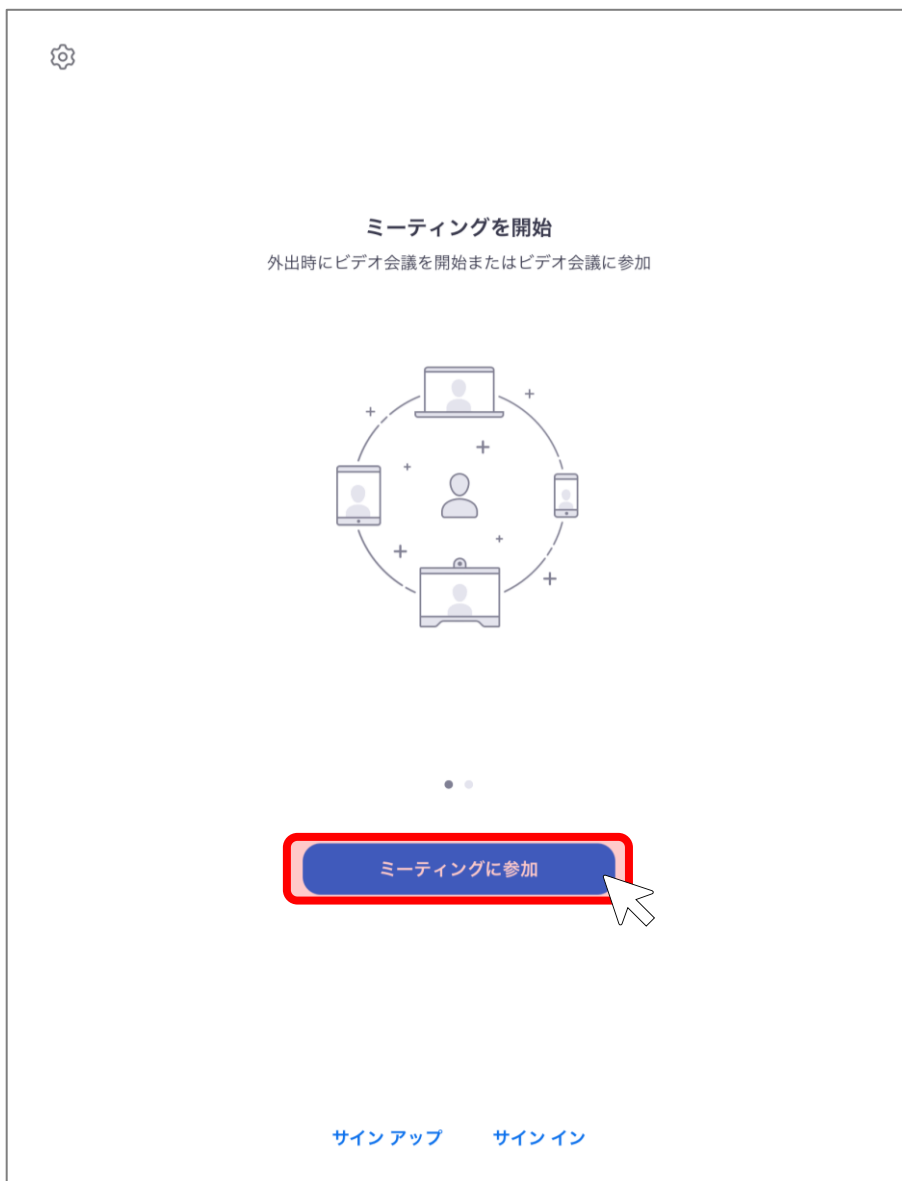 ミーティングを開始
外出時にビデオ会議を開始またはビデオ会議に参加
ミーティングに参加
サイン アップ サイン イン